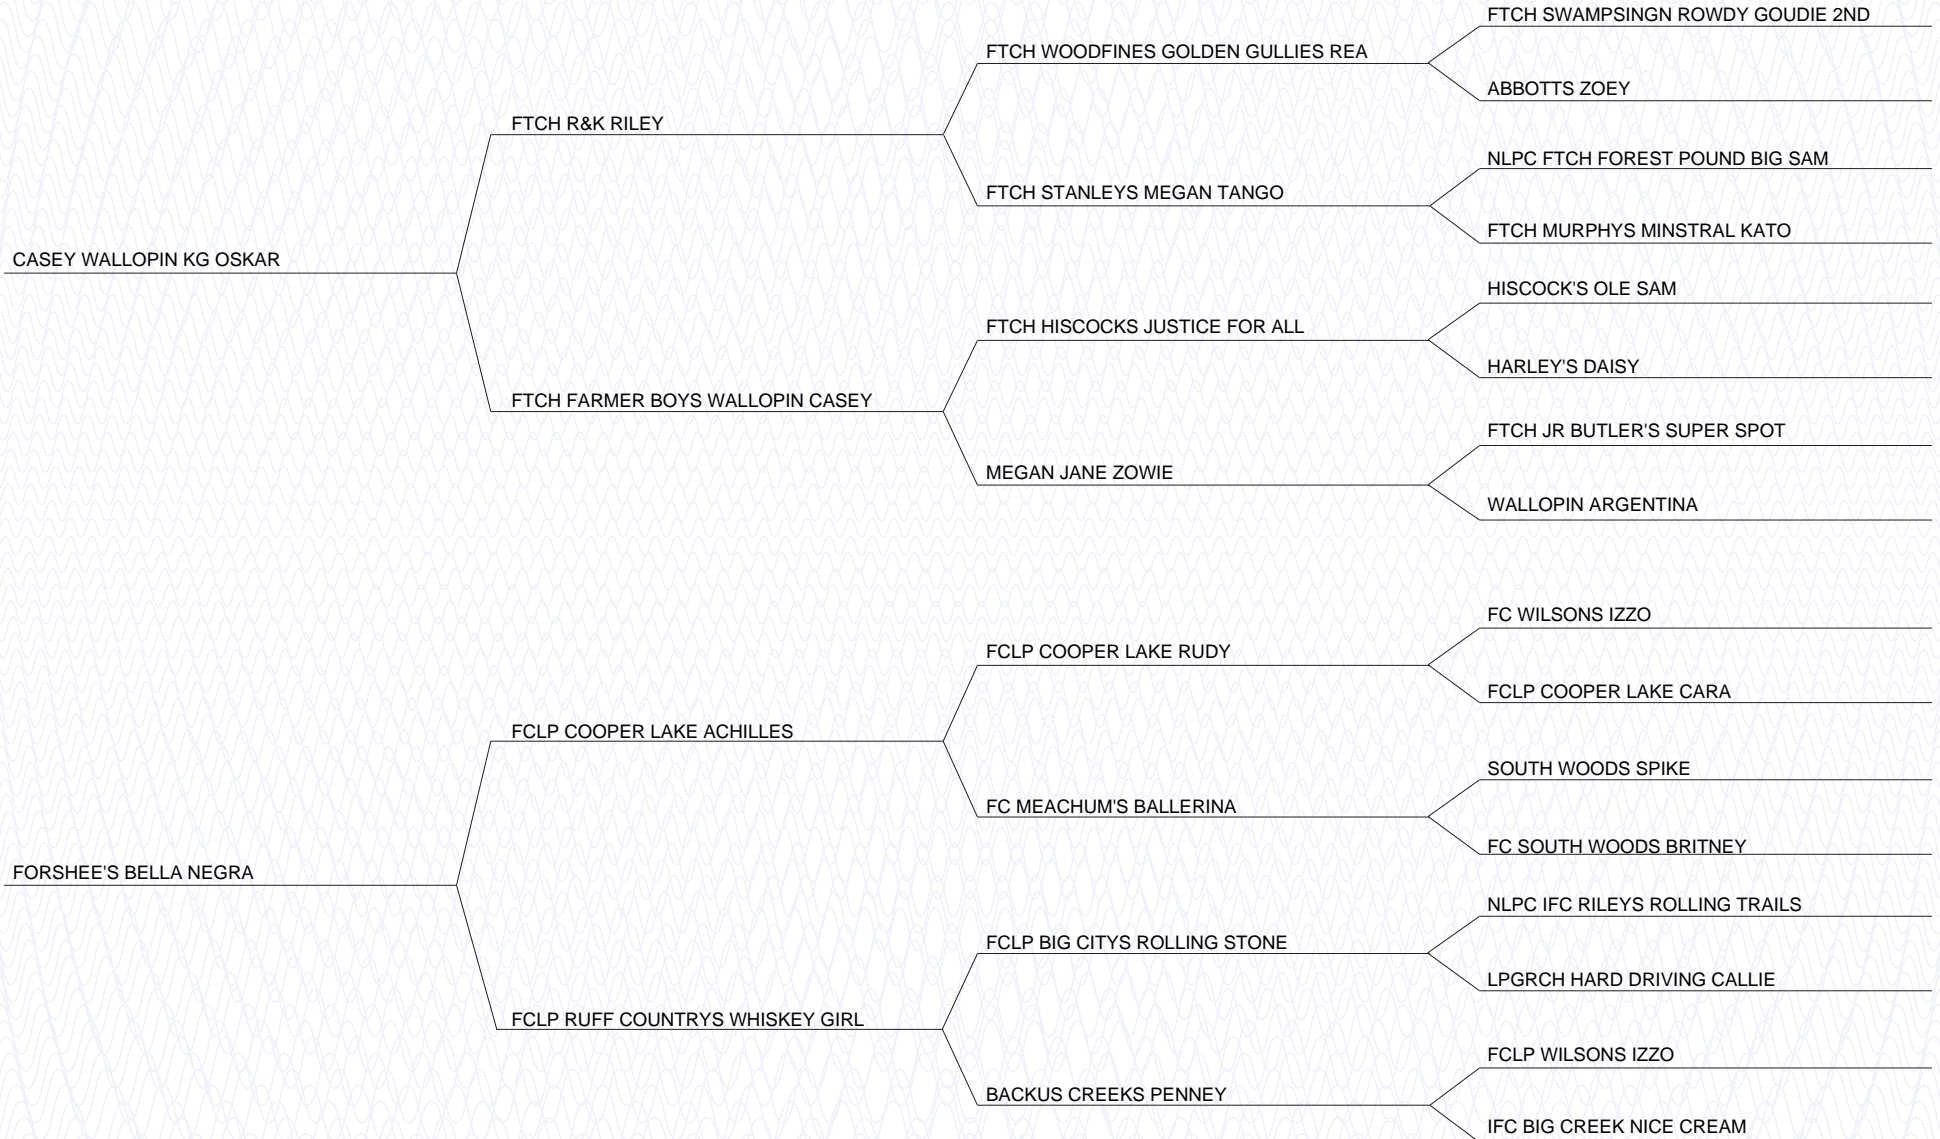 FTCH SWAMPSINGN ROWDY GOUDIE 2ND
FTCH WOODFINES GOLDEN GULLIES REA
ABBOTTS ZOEY
FTCH R&K RILEY
NLPC FTCH FOREST POUND BIG SAM
FTCH STANLEYS MEGAN TANGO
FTCH MURPHYS MINSTRAL KATO
CASEY WALLOPIN KG OSKAR
HISCOCK'S OLE SAM
FTCH HISCOCKS JUSTICE FOR ALL
HARLEY'S DAISY
FTCH FARMER BOYS WALLOPIN CASEY
FTCH JR BUTLER'S SUPER SPOT
MEGAN JANE ZOWIE
WALLOPIN ARGENTINA
FC WILSONS IZZO
FCLP COOPER LAKE RUDY
FCLP COOPER LAKE CARA
FCLP COOPER LAKE ACHILLES
SOUTH WOODS SPIKE
FC MEACHUM'S BALLERINA
FC SOUTH WOODS BRITNEY
FORSHEE'S BELLA NEGRA
NLPC IFC RILEYS ROLLING TRAILS
FCLP BIG CITYS ROLLING STONE
LPGRCH HARD DRIVING CALLIE
FCLP RUFF COUNTRYS WHISKEY GIRL
FCLP WILSONS IZZO
BACKUS CREEKS PENNEY
IFC BIG CREEK NICE CREAM